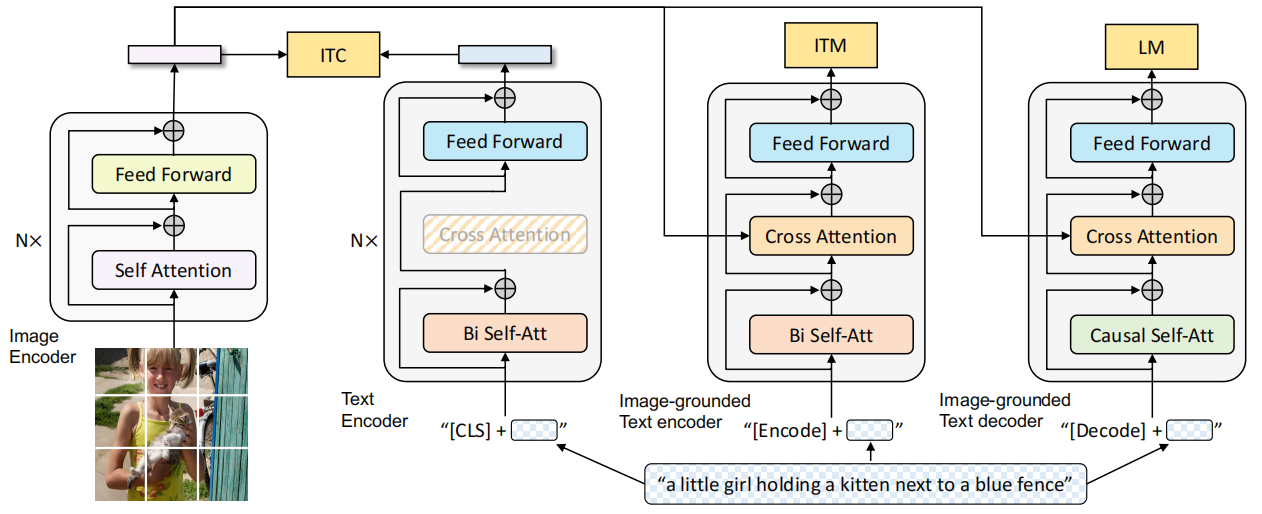 ITC
ITM
LM
Feed Forward
Self Attention
N×
Image
Encoder
Feed Forward
Cross Attention
Bi Self-Att
N×
Text
Encoder
"[CLS] + "
Feed Forward
Cross Attention
Bi Self-Att
Image-grounded
Text encoder
"[Encode] + "
Feed Forward
Cross Attention
Causal Self-Att
Image-grounded
Text decoder
"[Decode] + "
"a little girl holding a kitten next to a blue fence"